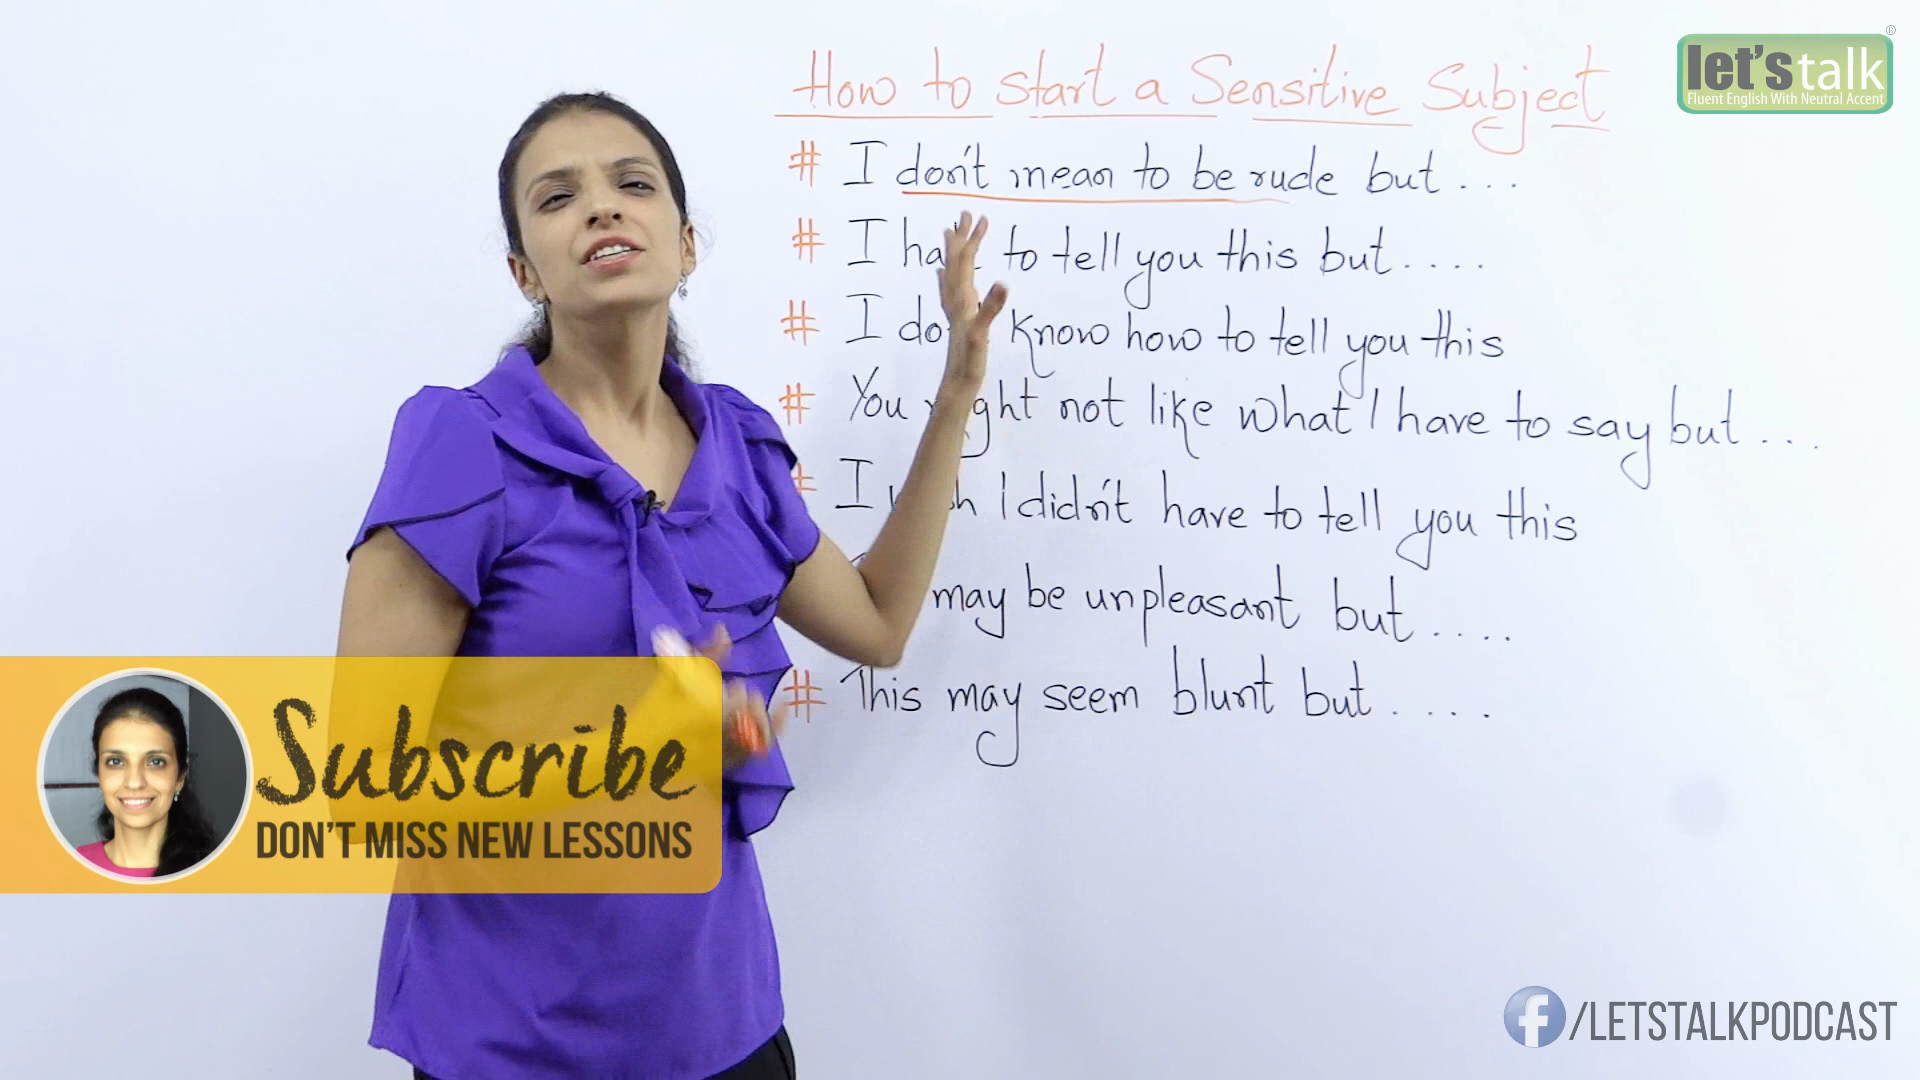 How to Start a Sensitive Subject
# I don't mean to be rude but ...
# I to tell you this but ....
# I know how to tell you this
# You not like what I have to say but ...
# I I didn't have to tell you this
may be unpleasant but ....
# This may seem blunt but ....
let's talk ®
Fluent English With Neutral Accent
Subscribe
DON'T MISS NEW LESSONS
f /LETSTALKPODCAST